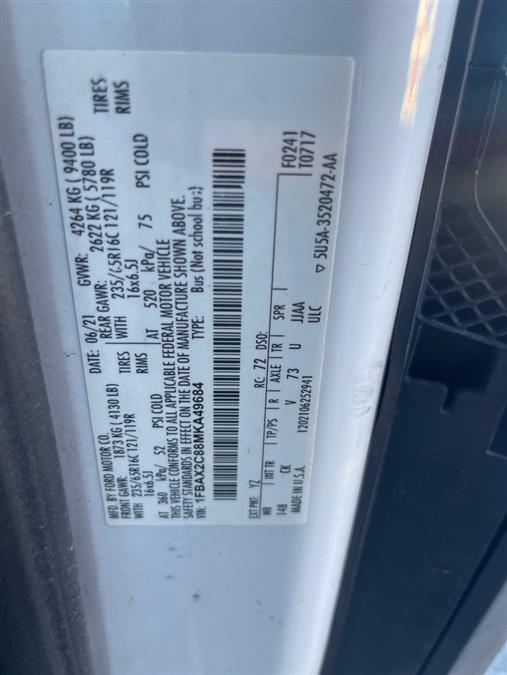 MFD. BY FORD MOTOR CO. DATE: 06/21 GVWR: 4264 KG ( 9400 LB)
FRONT GAWR: 1873 KG ( 4130 LB) REAR GAWR: 2622 KG ( 5780 LB)
235/65R16C 121/119R TIRES WITH 235/65R16C 121/119R TIRES
16x6.5J RIMS 16x6.5J RIMS
AT 360 kPa/ 52 PSI COLD AT 520 kPa/ 75 PSI COLD
THIS VEHICLE CONFORMS TO ALL APPLICABLE FEDERAL MOTOR VEHICLE
SAFETY STANDARDS IN EFFECT ON THE DATE OF MANUFACTURE SHOWN ABOVE.
VIN: 1FBAX2C88MKA49684 TYPE: Bus (Not school bus)
EXT PNT: YZ RC: 72 DSO: F0241
WB INT TR TP/PS R AXLE TR SPR T0717
148 CK V 73 U JJAA
MADE IN U.S.A. 1202106252941 ULC ▽ 5U5A-3520472-AA